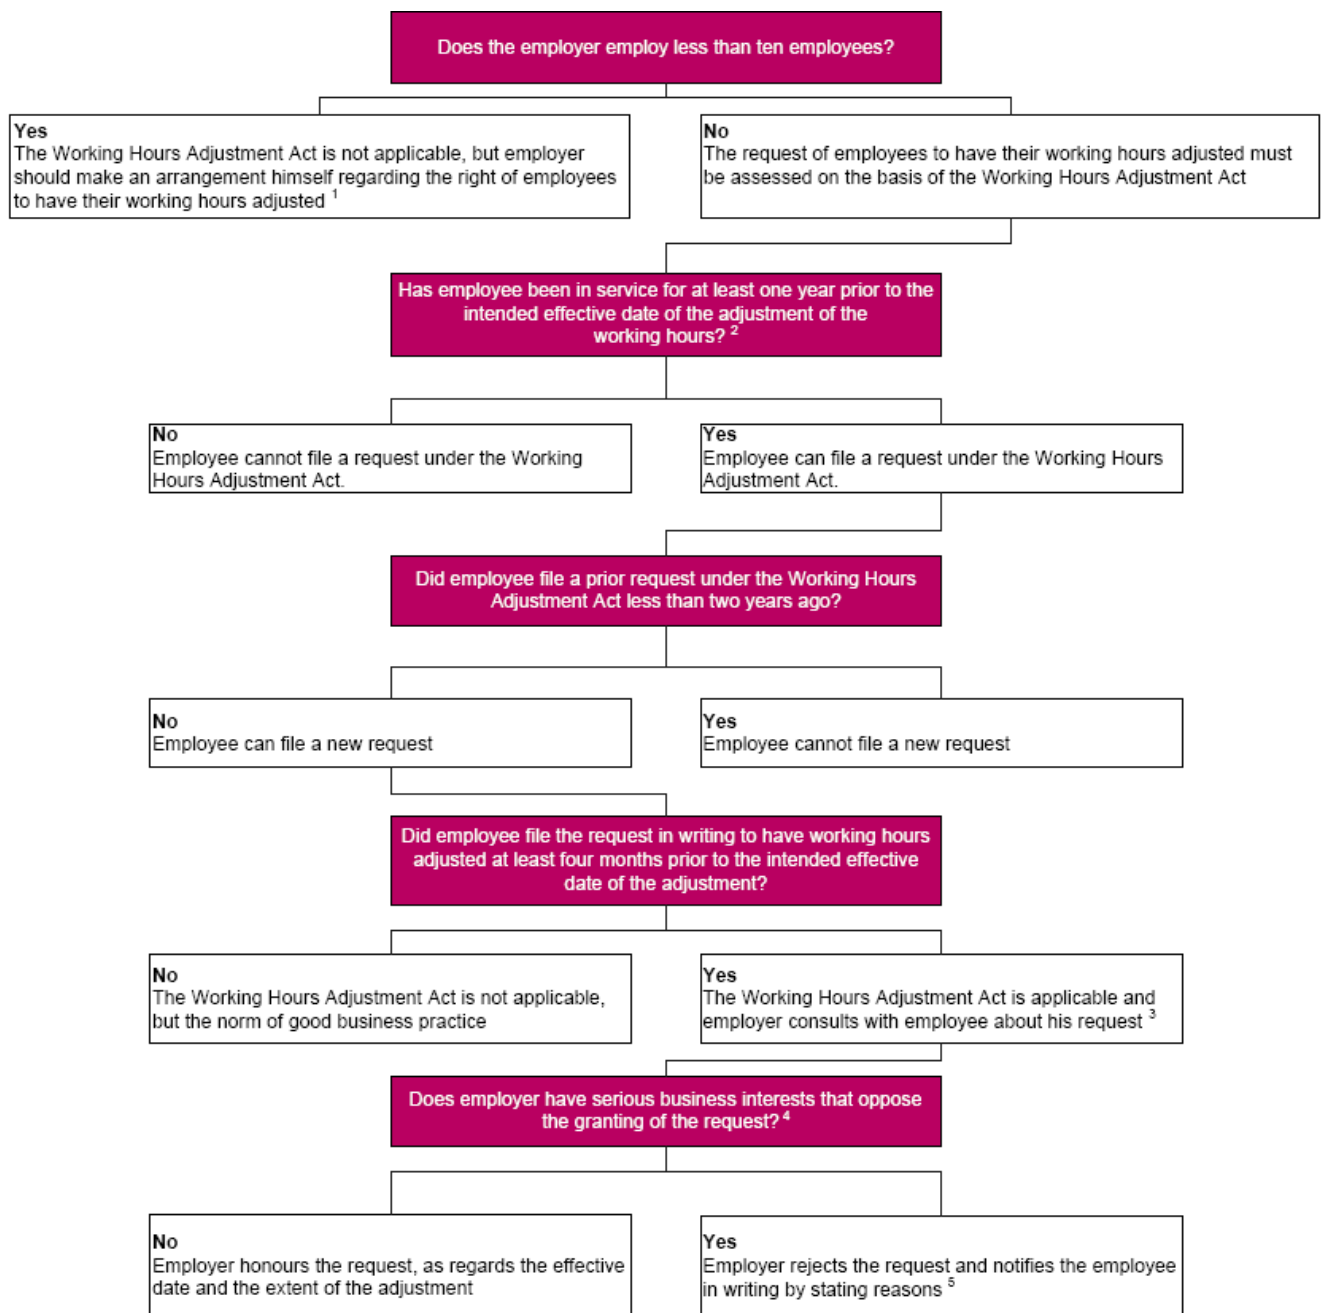 Does the employer employ less than ten employees?
Yes
The Working Hours Adjustment Act is not applicable, but employer
should make an arrangement himself regarding the right of employees
to have their working hours adjusted 1
No
The request of employees to have their working hours adjusted must
be assessed on the basis of the Working Hours Adjustment Act
Has employee been in service for at least one year prior to the
intended effective date of the adjustment of the
working hours? 2
No
Employee cannot file a request under the Working
Hours Adjustment Act.
Yes
Employee can file a request under the Working Hours
Adjustment Act.
Did employee file a prior request under the Working Hours
Adjustment Act less than two years ago?
No
Employee can file a new request
Yes
Employee cannot file a new request
Did employee file the request in writing to have working hours
adjusted at least four months prior to the intended effective
date of the adjustment?
No
The Working Hours Adjustment Act is not applicable,
but the norm of good business practice
Yes
The Working Hours Adjustment Act is applicable and
employer consults with employee about his request 3
Does employer have serious business interests that oppose
the granting of the request? 4
No
Employer honours the request, as regards the effective
date and the extent of the adjustment
Yes
Employer rejects the request and notifies the employee
in writing by stating reasons 5